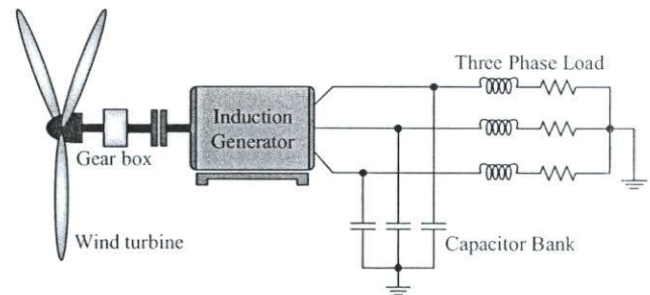 Three Phase Load
Induction
Generator
Gear box
Wind turbine
Capacitor Bank